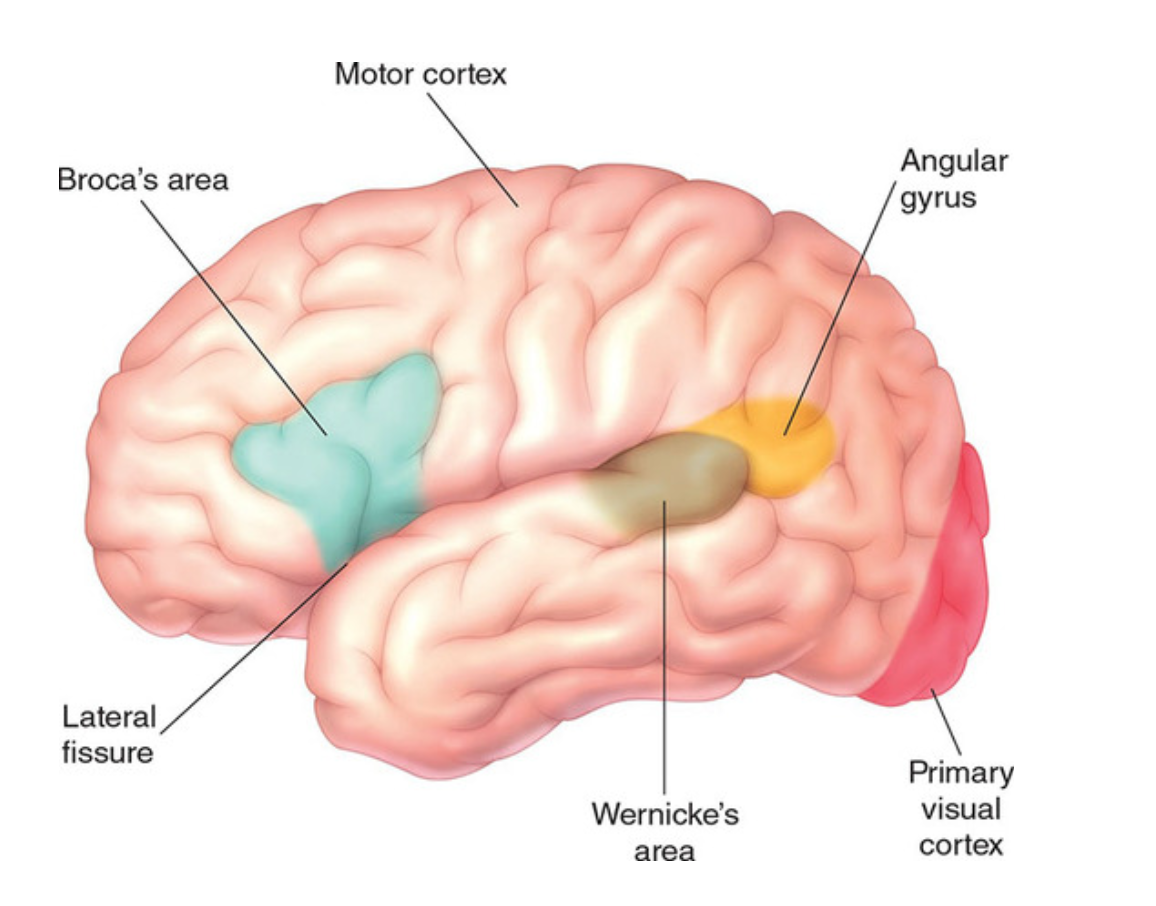 Motor cortex
Broca's area
Angular
gyrus
Lateral
fissure
Wernicke's
area
Primary
visual
cortex